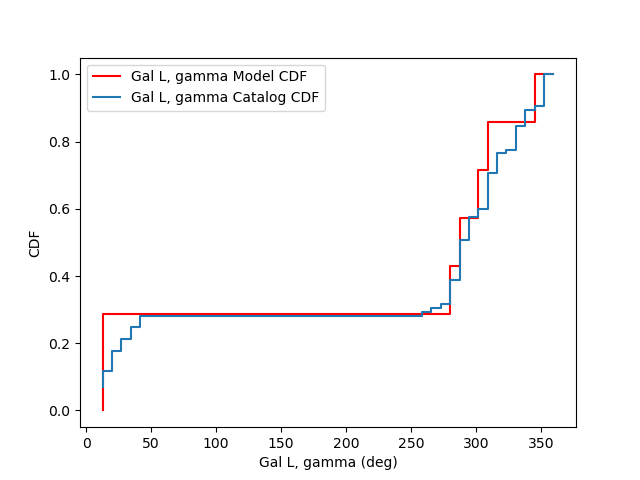 Gal L, gamma Model CDF
Gal L, gamma Catalog CDF
1.0
0.8
0.6
0.4
0.2
0.0
CDF
0 50 100 150 200 250 300 350
Gal L, gamma (deg)